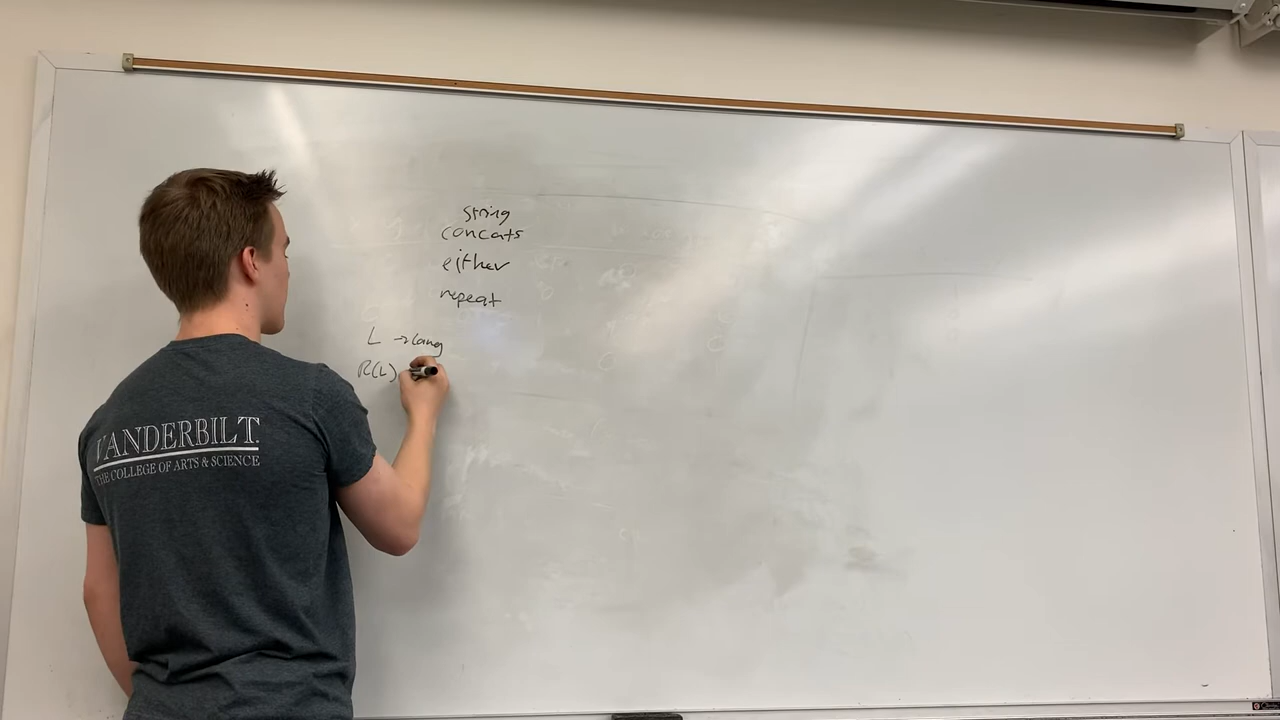 string
concats
either
repeat
L → lang
R(L)
VANDERBILT
THE COLLEGE OF ARTS & SCIENCE